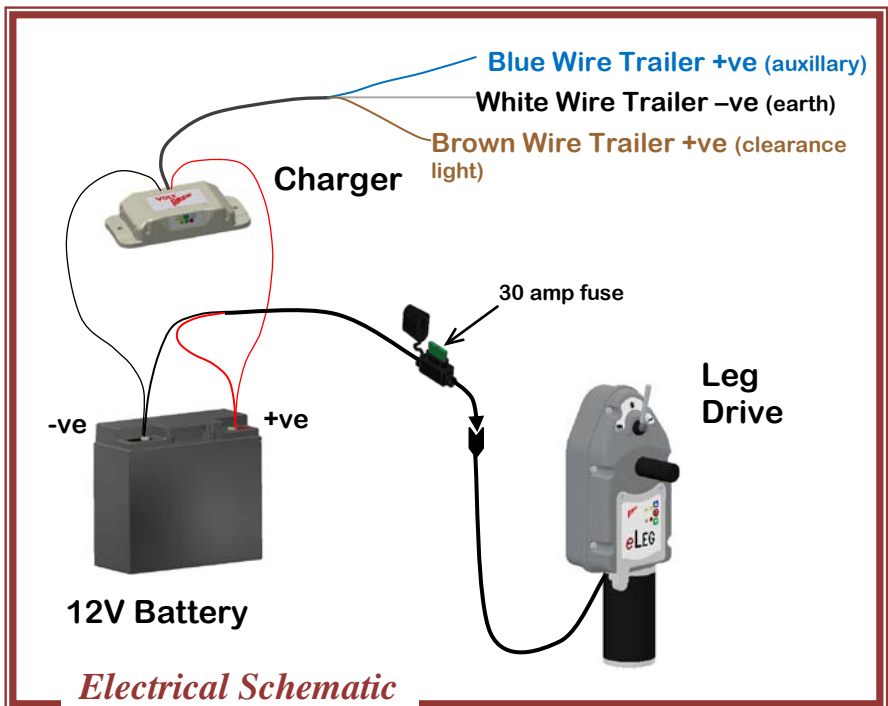 Blue Wire Trailer +ve (auxillary)
White Wire Trailer –ve (earth)
Brown Wire Trailer +ve (clearance
light)
Charger
VOLT
30 amp fuse
Leg
Drive
-ve
+ve
eLEG
12V Battery
Electrical Schematic